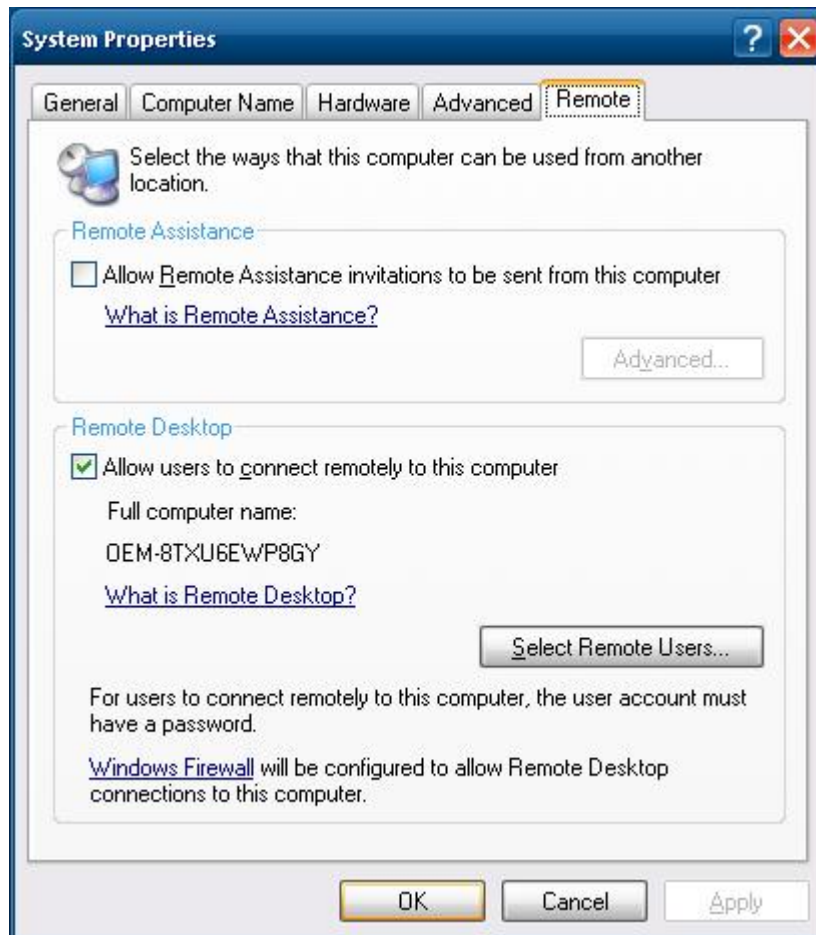 System Properties
General
Computer Name
Hardware
Advanced
Remote
Select the ways that this computer can be used from another
location.
Remote Assistance
Allow Remote Assistance invitations to be sent from this computer
What is Remote Assistance?
Advanced...
Remote Desktop
Allow users to connect remotely to this computer
Full computer name:
OEM-8TXU6EWP8GY
What is Remote Desktop?
Select Remote Users...
For users to connect remotely to this computer, the user account must
have a password.
Windows Firewall will be configured to allow Remote Desktop
connections to this computer.
OK
Cancel
Apply